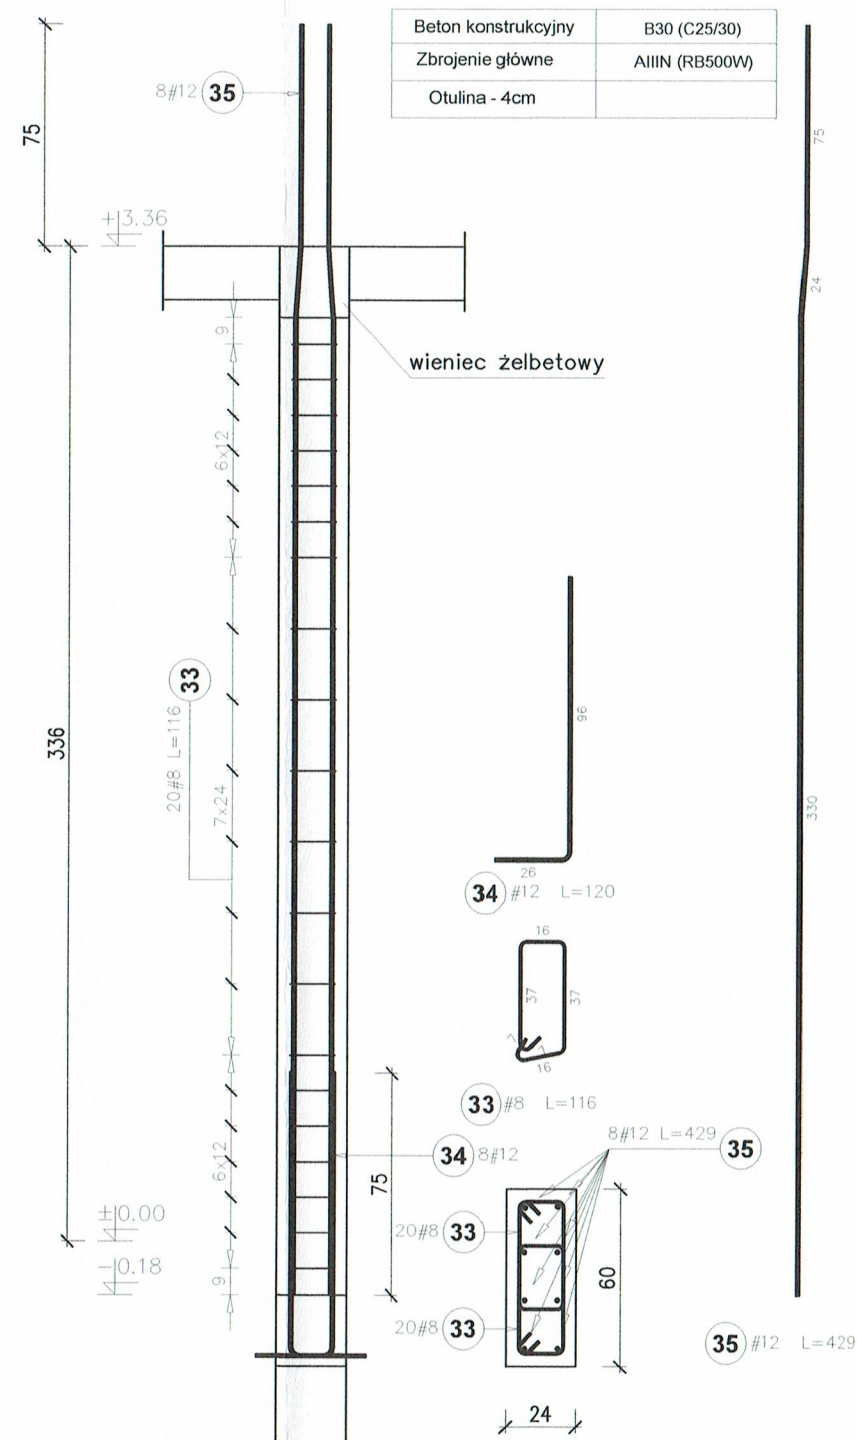 Beton konstrukcyjny B30 (C25/30)
Zbrojenie główne AIIIN (RB500W)
Otulina - 4cm
8#12 35
75
75
+3.36
24
9
wieniec żelbetowy
6x12
33
20#8 L=116
336
7x24
96
330
26
34 #12 L=120
16
37
37
7
7
16
33 #8 L=116
8#12 L=429 35
34 8#12
6x12
75
±0.00
-0.18
9
20#8 33
60
20#8 33
35 #12 L=429
24